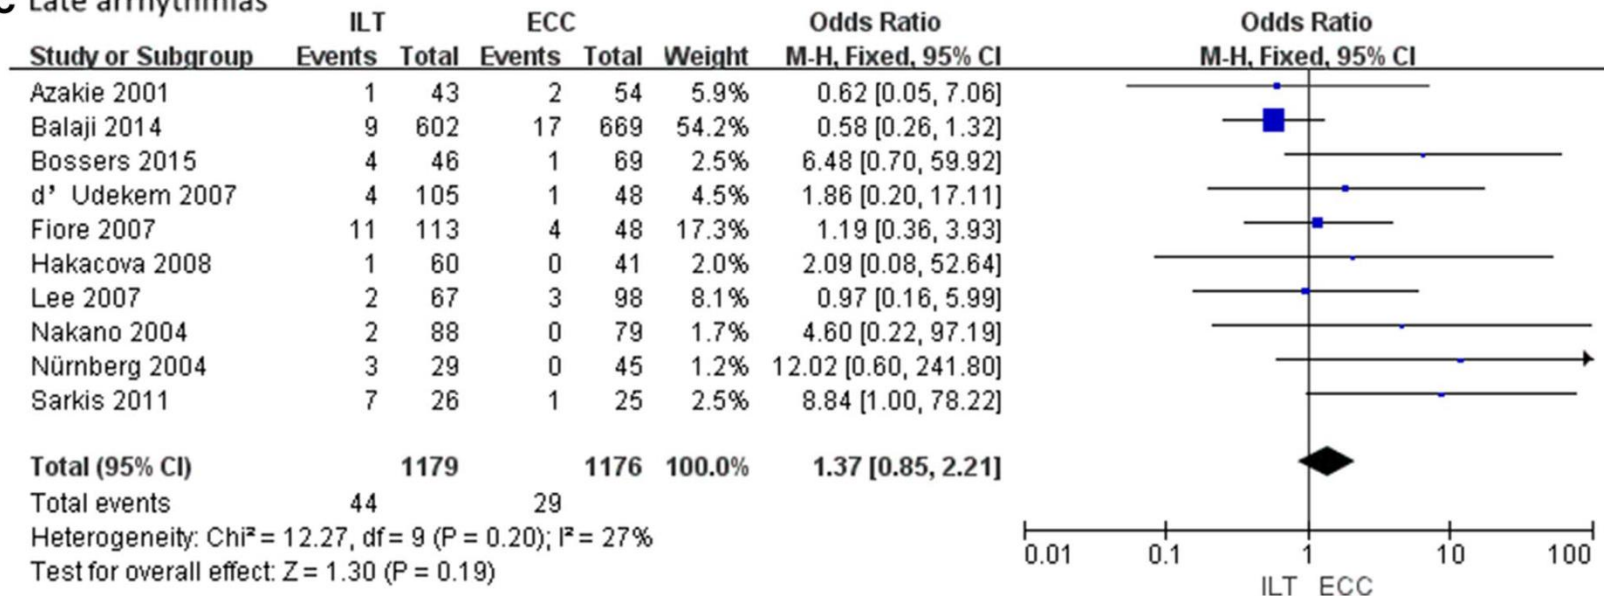 C Late arrhythmias
ILT ECC Odds Ratio Odds Ratio
Study or Subgroup Events Total Events Total Weight M-H, Fixed, 95% CI M-H, Fixed, 95% CI
Azakie 2001 1 43 2 54 5.9% 0.62 [0.05, 7.06]
Balaji 2014 9 602 17 669 54.2% 0.58 [0.26, 1.32]
Bossers 2015 4 46 1 69 2.5% 6.48 [0.70, 59.92]
d’ Udekem 2007 4 105 1 48 4.5% 1.86 [0.20, 17.11]
Fiore 2007 11 113 4 48 17.3% 1.19 [0.36, 3.93]
Hakacova 2008 1 60 0 41 2.0% 2.09 [0.08, 52.64]
Lee 2007 2 67 3 98 8.1% 0.97 [0.16, 5.99]
Nakano 2004 2 88 0 79 1.7% 4.60 [0.22, 97.19]
Nürnberg 2004 3 29 0 45 1.2% 12.02 [0.60, 241.80]
Sarkis 2011 7 26 1 25 2.5% 8.84 [1.00, 78.22]
Total (95% CI) 1179 1176 100.0% 1.37 [0.85, 2.21]
Total events 44 29
Heterogeneity: Chi² = 12.27, df = 9 (P = 0.20); I² = 27%
Test for overall effect: Z = 1.30 (P = 0.19)
0.01 0.1 1 10 100
ILT ECC